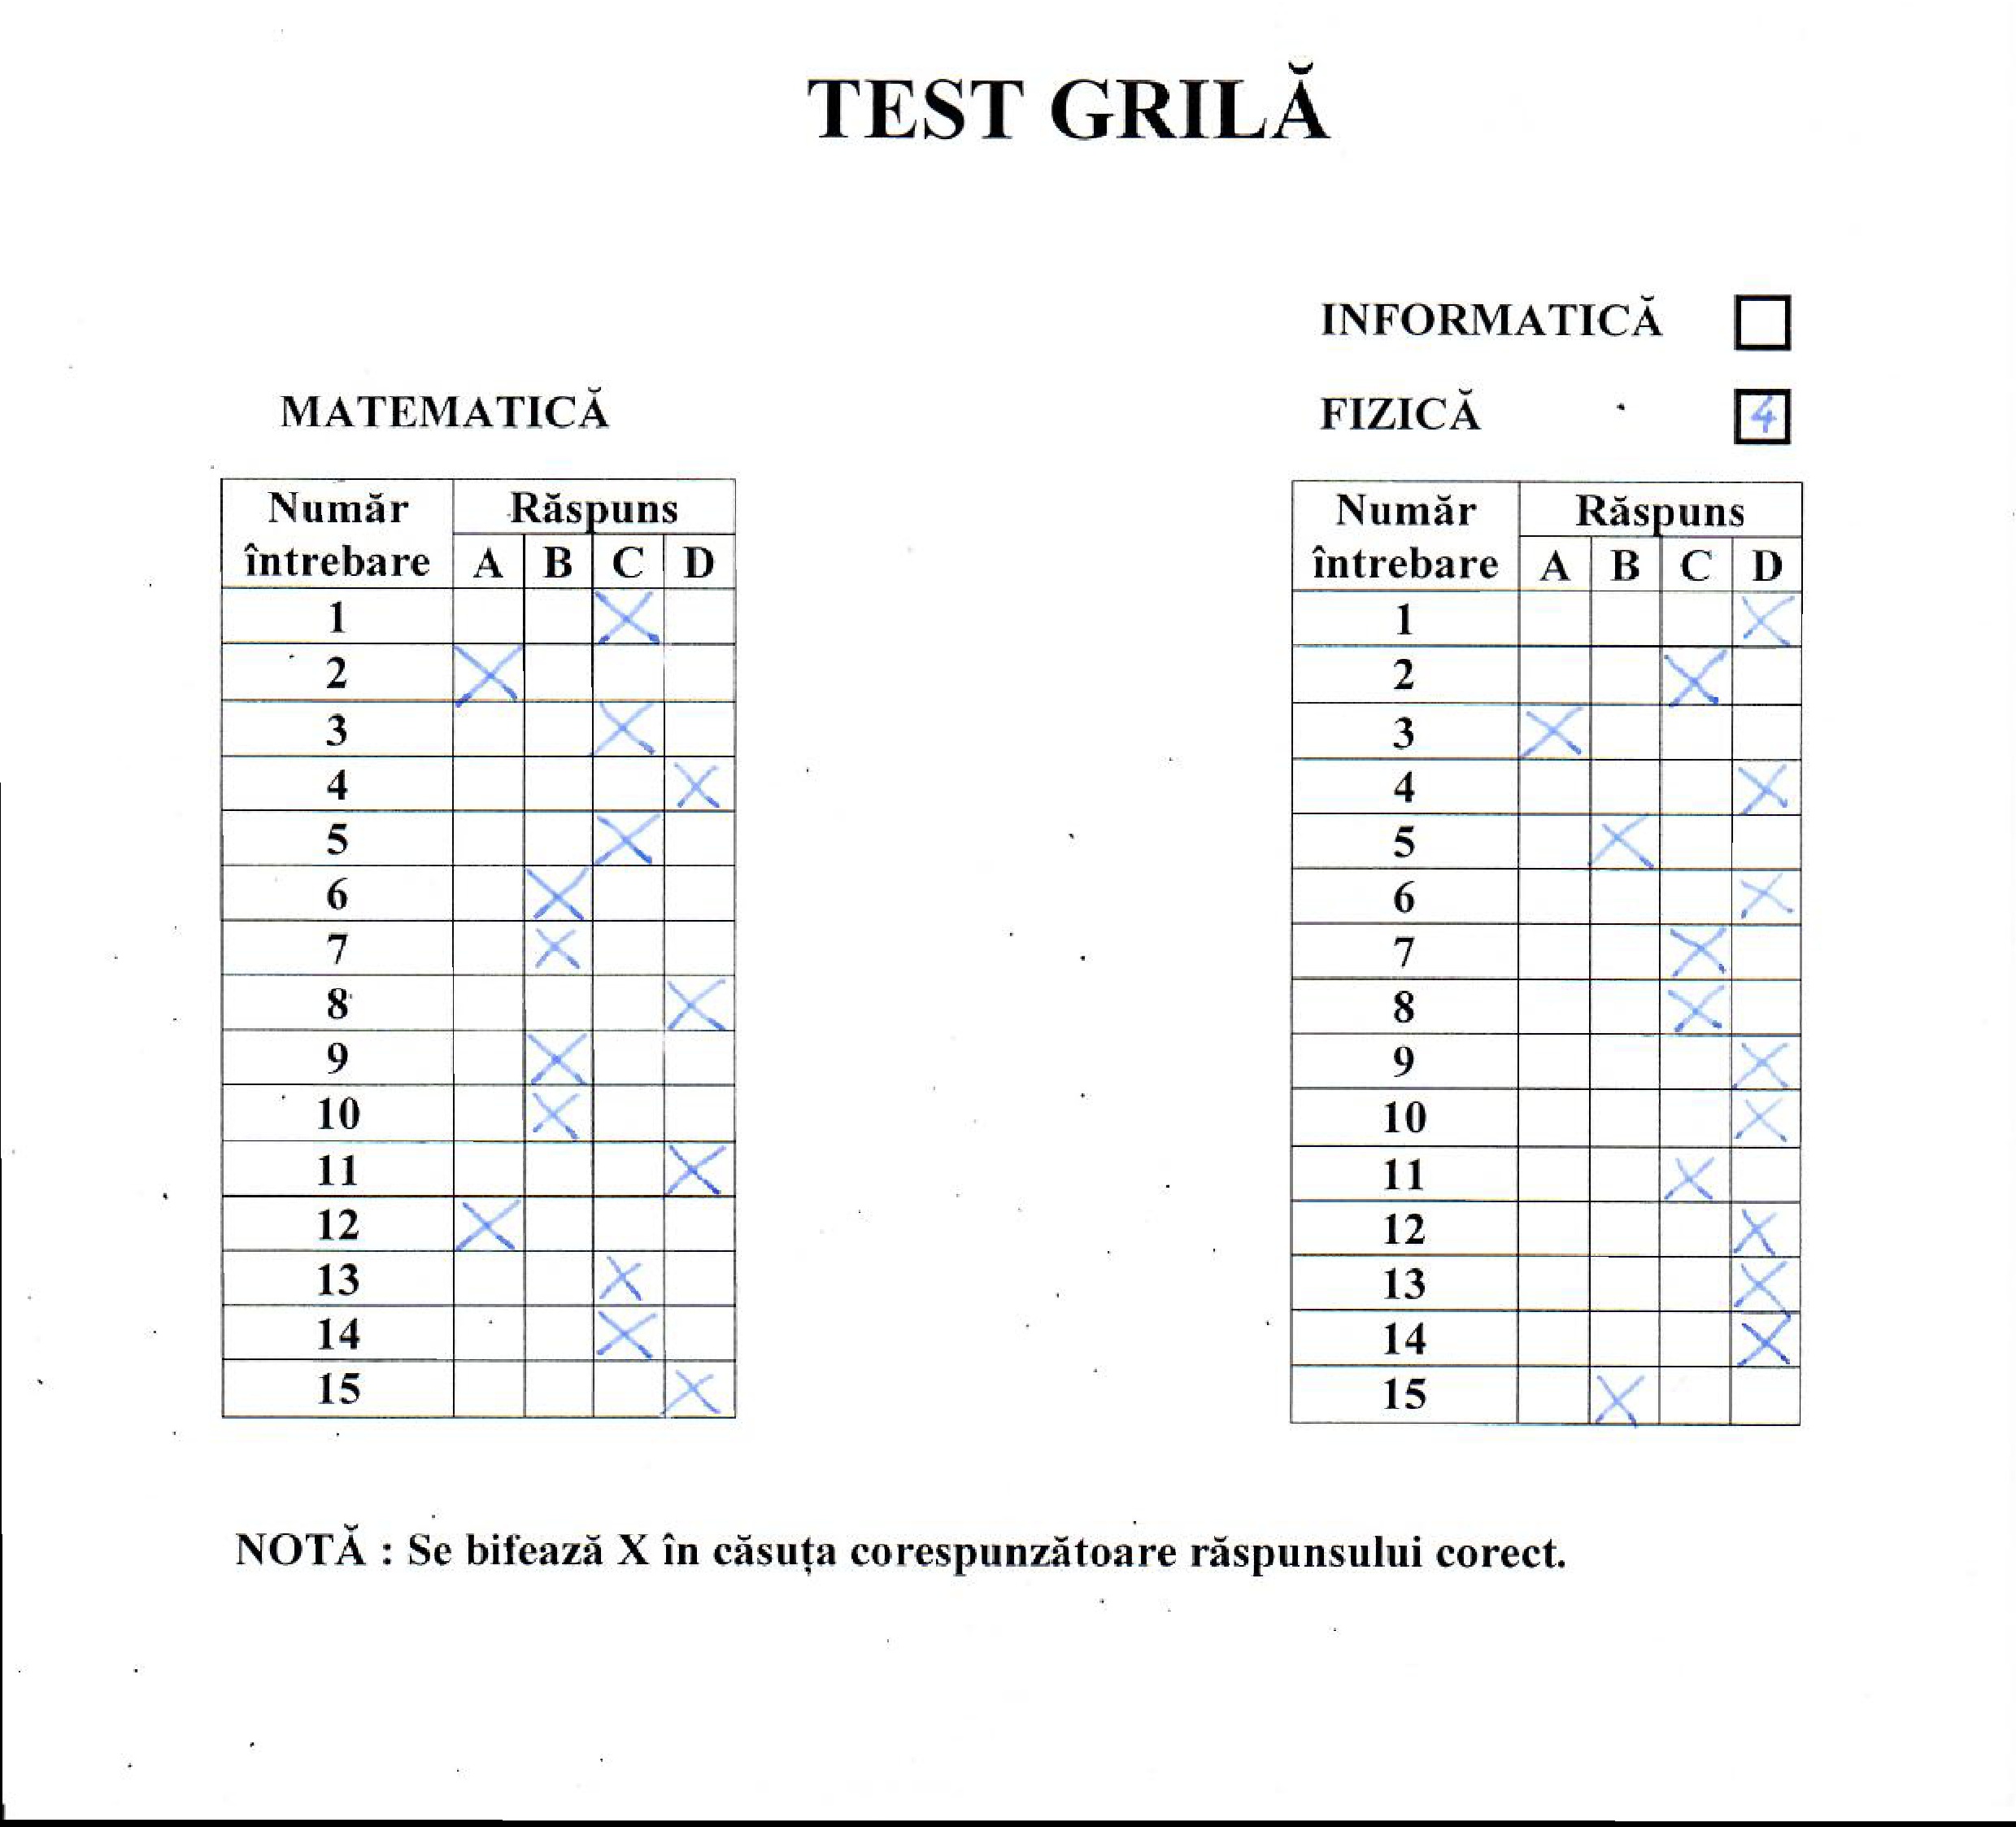 TEST GRILĂ
INFORMATICĂ
MATEMATICĂ
FIZICĂ 4
Număr întrebare Răspuns
A B C D
1 X
2 X
3 X
4 X
5 X
6 X
7 X
8 X
9 X
10 X
11 X
12 X
13 X
14 X
15 X
Număr întrebare Răspuns
A B C D
1 X
2 X
3 X
4 X
5 X
6 X
7 X
8 X
9 X
10 X
11 X
12 X
13 X
14 X
15 X
NOTĂ : Se bifează X în căsuța corespunzătoare răspunsului corect.